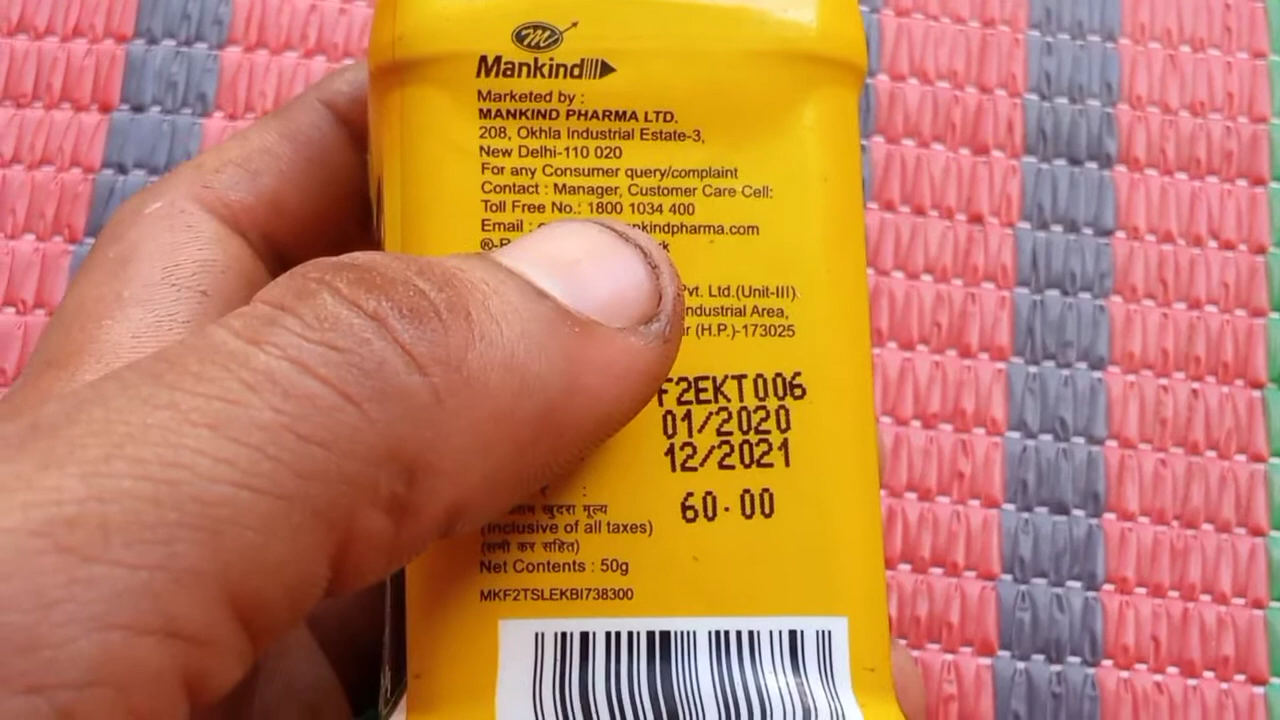 m
Mankind
Marketed by :
MANKIND PHARMA LTD.
208, Okhla Industrial Estate-3,
New Delhi-110 020
For any Consumer query/complaint
Contact : Manager, Customer Care Cell:
Toll Free No.: 1800 1034 400
Email :
Pvt. Ltd.(Unit-III)
Industrial Area,
(H.P.)-173025
F2EKT006
01/2020
12/2021
60.00
खुदरा मूल्य
(Inclusive of all taxes)
(सभी कर सहित)
Net Contents : 50g
MKF2TSLEKBI738300